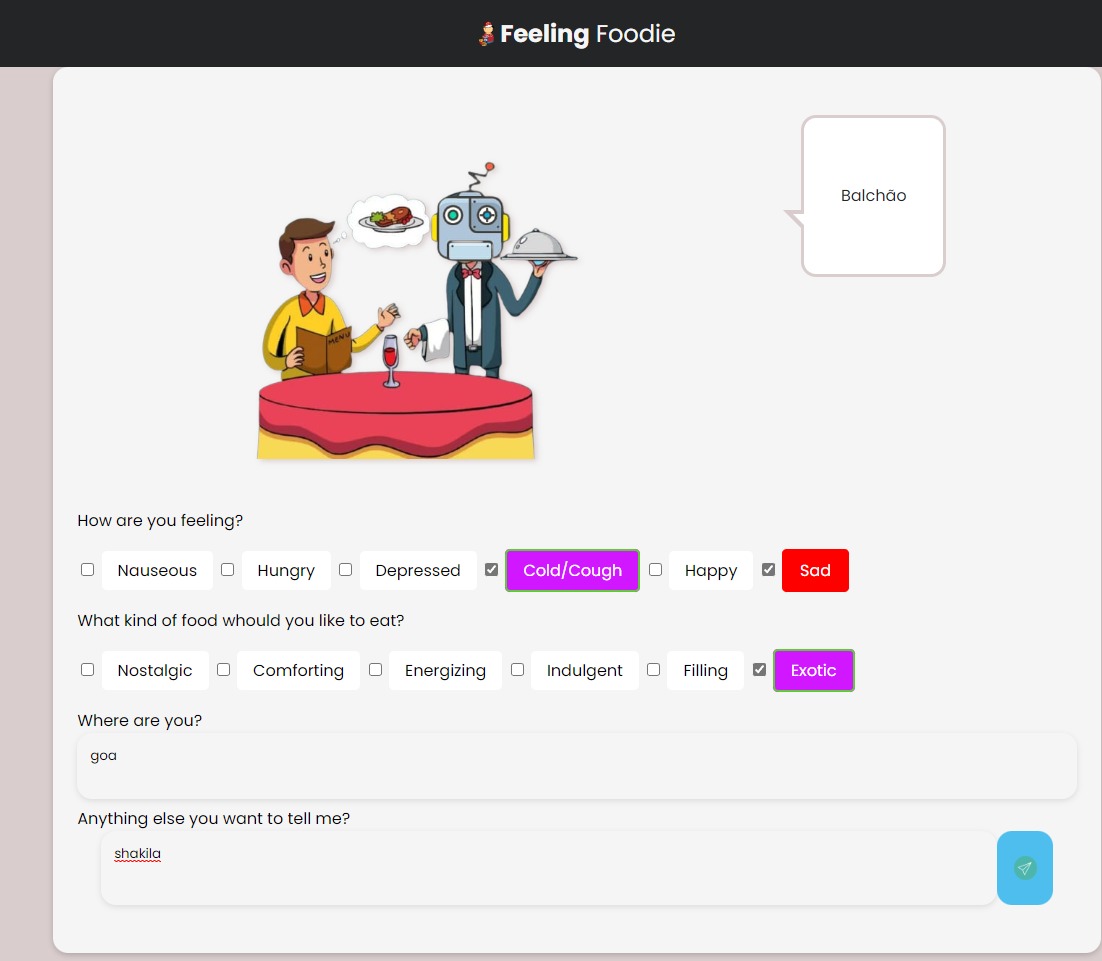 Feeling Foodie
Balchão
MENU
How are you feeling?
Nauseous Hungry Depressed Cold/Cough Happy Sad
What kind of food whould you like to eat?
Nostalgic Comforting Energizing Indulgent Filling Exotic
Where are you?
goa
Anything else you want to tell me?
shakila